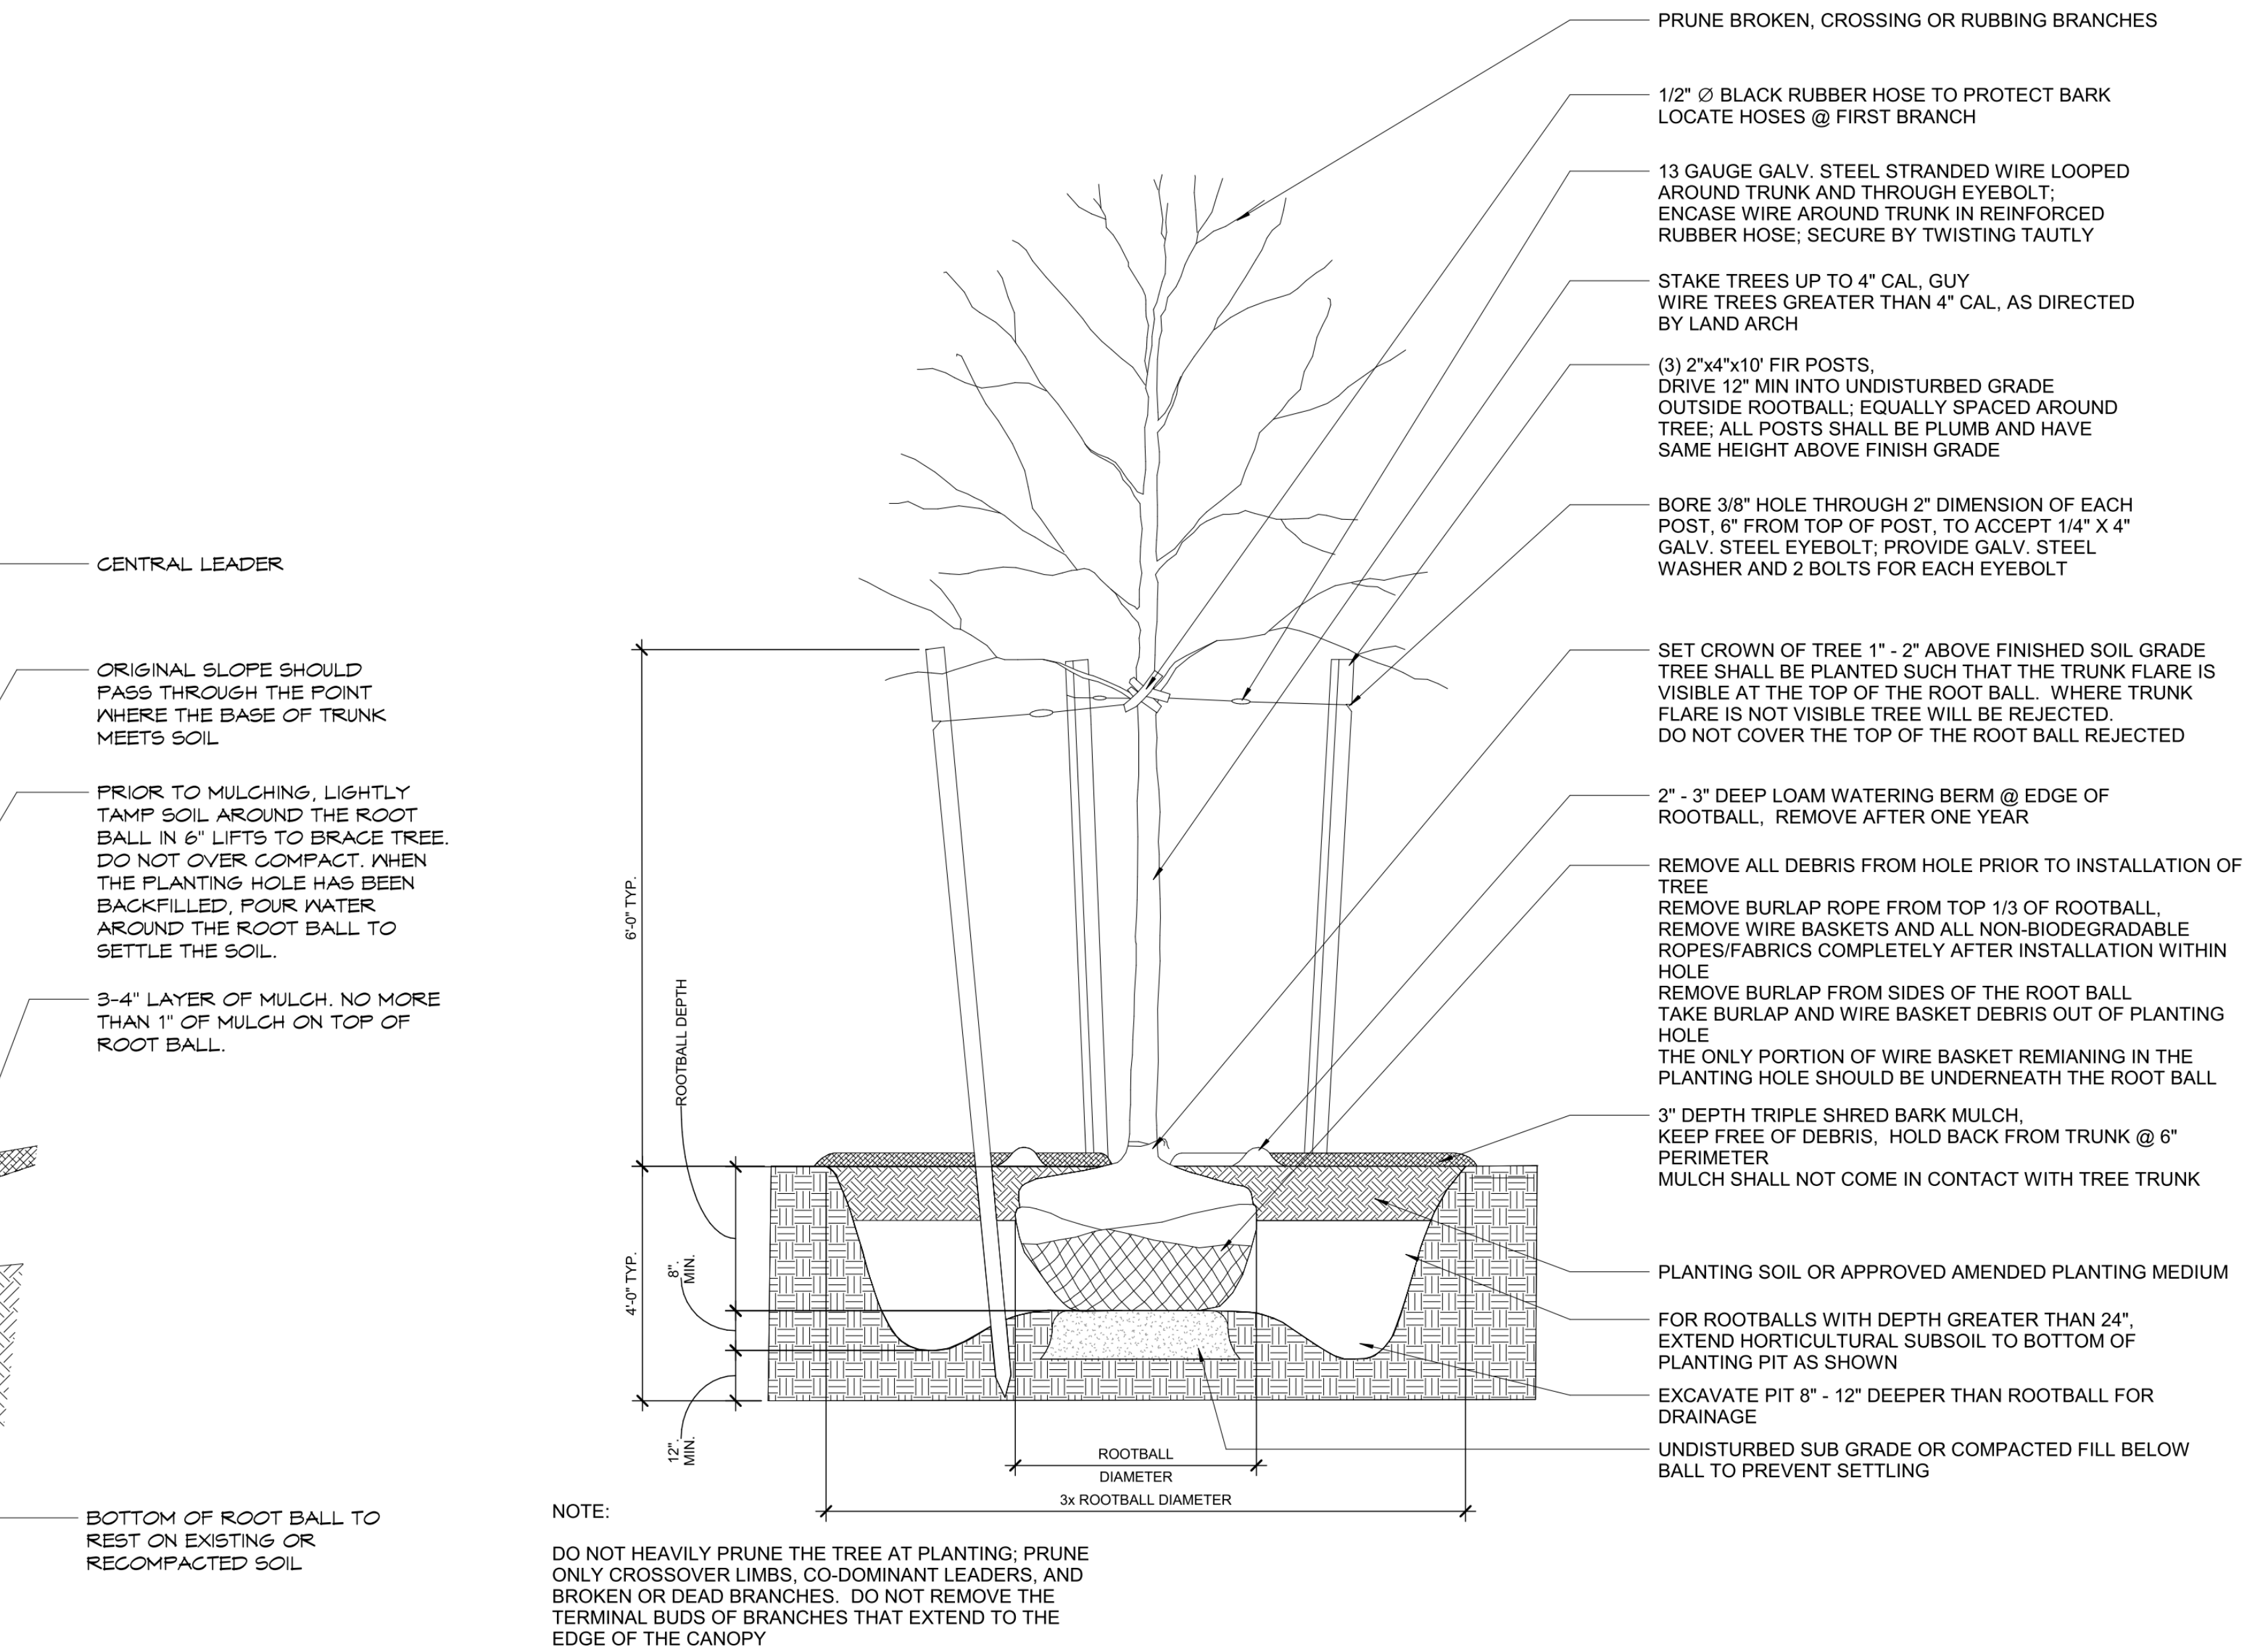 CENTRAL LEADER
ORIGINAL SLOPE SHOULD
PASS THROUGH THE POINT
WHERE THE BASE OF TRUNK
MEETS SOIL
PRIOR TO MULCHING, LIGHTLY
TAMP SOIL AROUND THE ROOT
BALL IN 6" LIFTS TO BRACE TREE.
DO NOT OVER COMPACT. WHEN
THE PLANTING HOLE HAS BEEN
BACKFILLED, POUR WATER
AROUND THE ROOT BALL TO
SETTLE THE SOIL.
3-4" LAYER OF MULCH. NO MORE
THAN 1" OF MULCH ON TOP OF
ROOT BALL.
BOTTOM OF ROOT BALL TO
REST ON EXISTING OR
RECOMPACTED SOIL
6'-0" TYP.
ROOTBALL DEPTH
4'-0" TYP.
8".
MIN.
12".
MIN.
ROOTBALL
DIAMETER
3x ROOTBALL DIAMETER
NOTE:
DO NOT HEAVILY PRUNE THE TREE AT PLANTING; PRUNE
ONLY CROSSOVER LIMBS, CO-DOMINANT LEADERS, AND
BROKEN OR DEAD BRANCHES.  DO NOT REMOVE THE
TERMINAL BUDS OF BRANCHES THAT EXTEND TO THE
EDGE OF THE CANOPY
PRUNE BROKEN, CROSSING OR RUBBING BRANCHES
1/2" Ø BLACK RUBBER HOSE TO PROTECT BARK
LOCATE HOSES @ FIRST BRANCH
13 GAUGE GALV. STEEL STRANDED WIRE LOOPED
AROUND TRUNK AND THROUGH EYEBOLT;
ENCASE WIRE AROUND TRUNK IN REINFORCED
RUBBER HOSE; SECURE BY TWISTING TAUTLY
STAKE TREES UP TO 4" CAL, GUY
WIRE TREES GREATER THAN 4" CAL, AS DIRECTED
BY LAND ARCH
(3) 2"x4"x10' FIR POSTS,
DRIVE 12" MIN INTO UNDISTURBED GRADE
OUTSIDE ROOTBALL; EQUALLY SPACED AROUND
TREE; ALL POSTS SHALL BE PLUMB AND HAVE
SAME HEIGHT ABOVE FINISH GRADE
BORE 3/8" HOLE THROUGH 2" DIMENSION OF EACH
POST, 6" FROM TOP OF POST, TO ACCEPT 1/4" X 4"
GALV. STEEL EYEBOLT; PROVIDE GALV. STEEL
WASHER AND 2 BOLTS FOR EACH EYEBOLT
SET CROWN OF TREE 1" - 2" ABOVE FINISHED SOIL GRADE
TREE SHALL BE PLANTED SUCH THAT THE TRUNK FLARE IS
VISIBLE AT THE TOP OF THE ROOT BALL.  WHERE TRUNK
FLARE IS NOT VISIBLE TREE WILL BE REJECTED.
DO NOT COVER THE TOP OF THE ROOT BALL REJECTED
2" - 3" DEEP LOAM WATERING BERM @ EDGE OF
ROOTBALL,  REMOVE AFTER ONE YEAR
REMOVE ALL DEBRIS FROM HOLE PRIOR TO INSTALLATION OF
TREE
REMOVE BURLAP ROPE FROM TOP 1/3 OF ROOTBALL,
REMOVE WIRE BASKETS AND ALL NON-BIODEGRADABLE
ROPES/FABRICS COMPLETELY AFTER INSTALLATION WITHIN
HOLE
REMOVE BURLAP FROM SIDES OF THE ROOT BALL
TAKE BURLAP AND WIRE BASKET DEBRIS OUT OF PLANTING
HOLE
THE ONLY PORTION OF WIRE BASKET REMIANING IN THE
PLANTING HOLE SHOULD BE UNDERNEATH THE ROOT BALL
3" DEPTH TRIPLE SHRED BARK MULCH,
KEEP FREE OF DEBRIS,  HOLD BACK FROM TRUNK @ 6"
PERIMETER
MULCH SHALL NOT COME IN CONTACT WITH TREE TRUNK
PLANTING SOIL OR APPROVED AMENDED PLANTING MEDIUM
FOR ROOTBALLS WITH DEPTH GREATER THAN 24",
EXTEND HORTICULTURAL SUBSOIL TO BOTTOM OF
PLANTING PIT AS SHOWN
EXCAVATE PIT 8" - 12" DEEPER THAN ROOTBALL FOR
DRAINAGE
UNDISTURBED SUB GRADE OR COMPACTED FILL BELOW
BALL TO PREVENT SETTLING